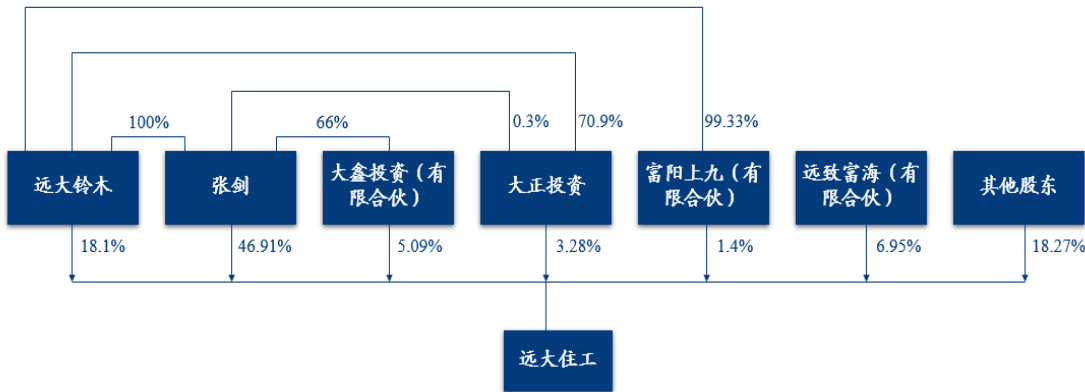 100%
66%
0.3%
70.9%
99.33%
远大铃木
张剑
大鑫投资（有
限合伙）
大正投资
富阳上九（有
限合伙）
远致富海（有
限合伙）
其他股东
18.1%
46.91%
5.09%
3.28%
1.4%
6.95%
18.27%
远大住工